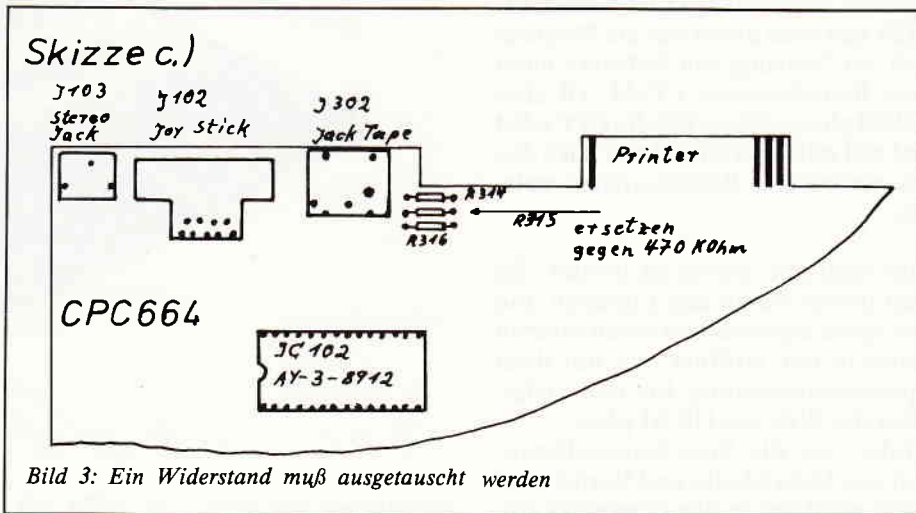 Skizze c.)
J103
Stereo
Jack
J102
Joy Stick
J302
Jack Tape
Printer
R314
R315
R316
ersetzen
gegen 470 KOhm
CPC664
IC 102
AY-3-8912
Bild 3: Ein Widerstand muß ausgetauscht werden